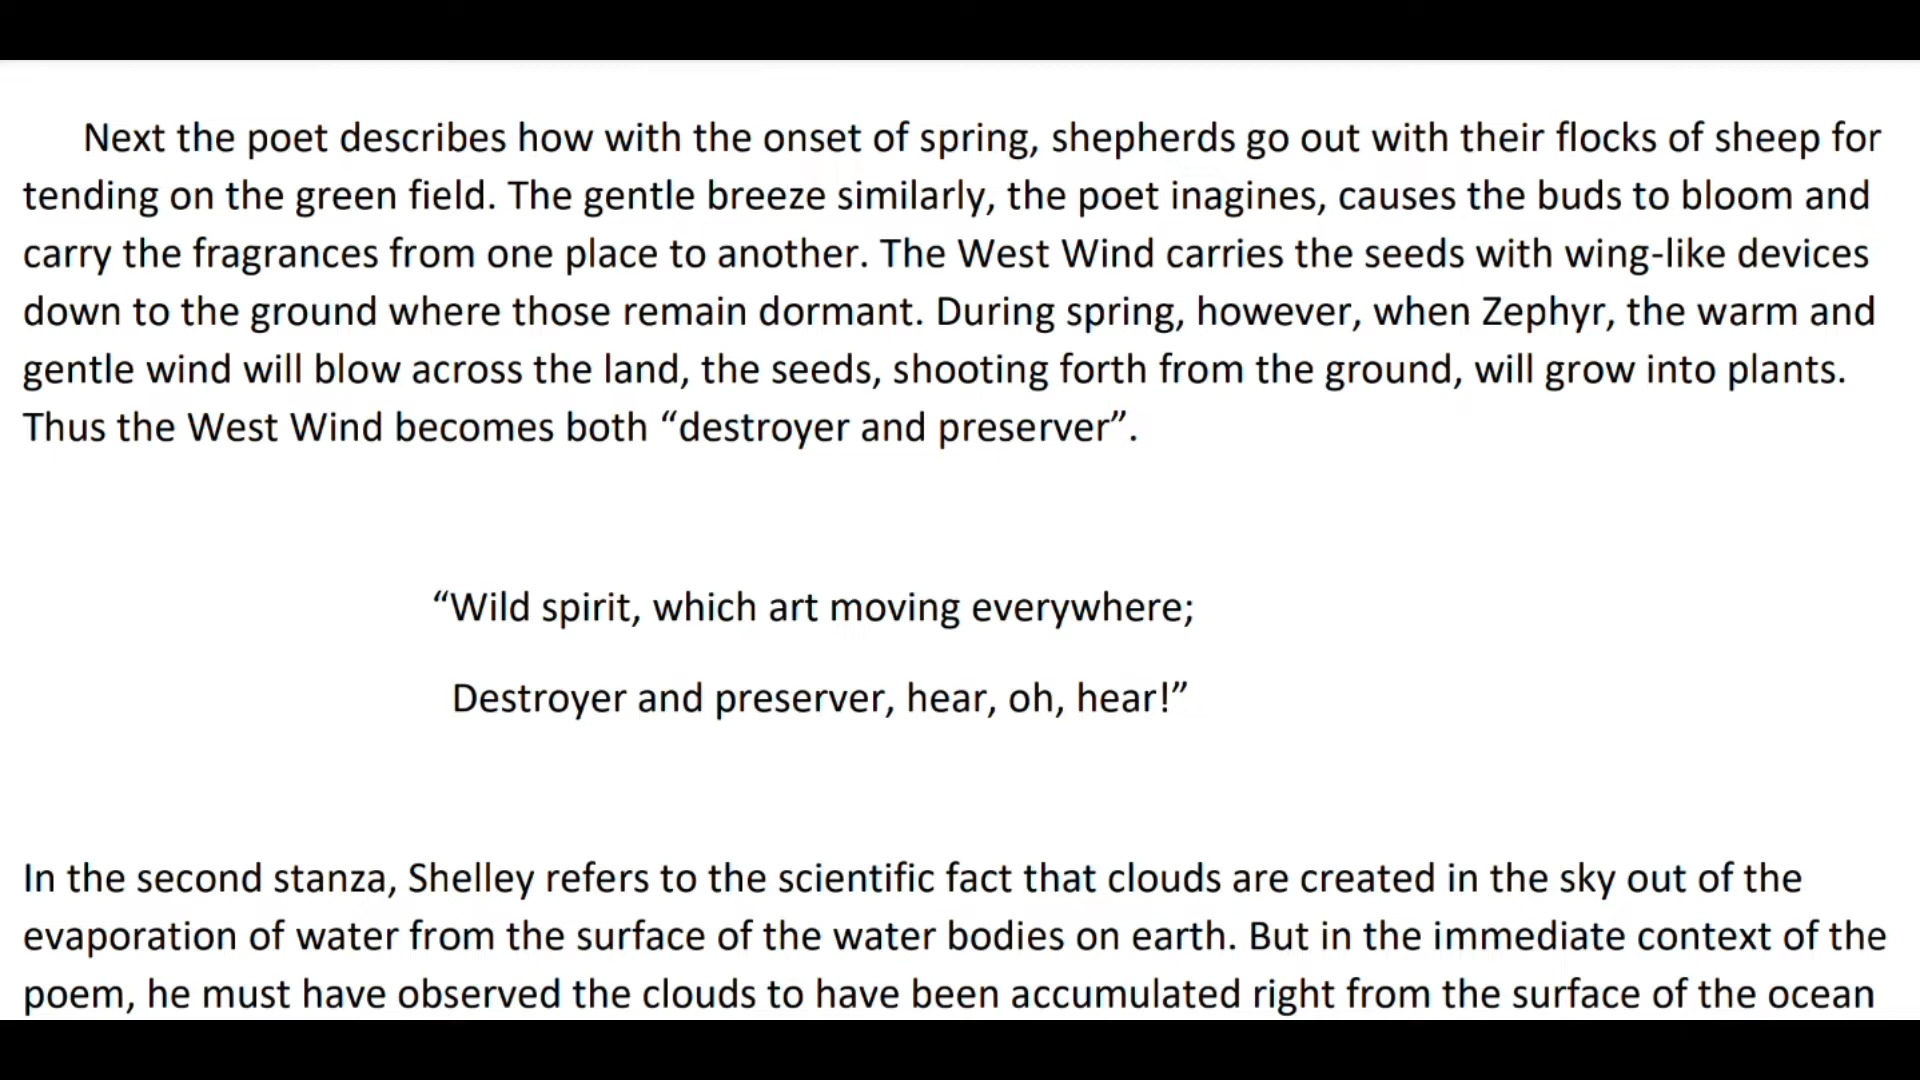 Next the poet describes how with the onset of spring, shepherds go out with their flocks of sheep for
tending on the green field. The gentle breeze similarly, the poet inagines, causes the buds to bloom and
carry the fragrances from one place to another. The West Wind carries the seeds with wing-like devices
down to the ground where those remain dormant. During spring, however, when Zephyr, the warm and
gentle wind will blow across the land, the seeds, shooting forth from the ground, will grow into plants.
Thus the West Wind becomes both “destroyer and preserver”.
“Wild spirit, which art moving everywhere;
Destroyer and preserver, hear, oh, hear!”
In the second stanza, Shelley refers to the scientific fact that clouds are created in the sky out of the
evaporation of water from the surface of the water bodies on earth. But in the immediate context of the
poem, he must have observed the clouds to have been accumulated right from the surface of the ocean